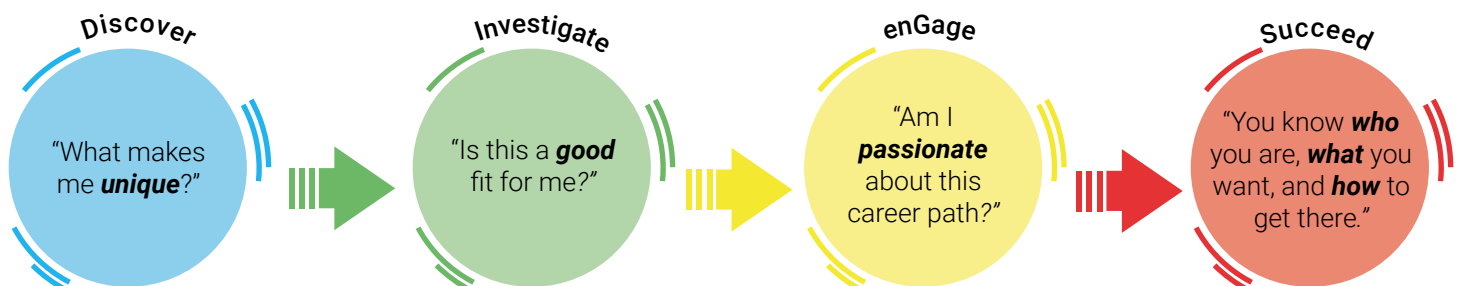 Discover
“What makes
me unique?”
Investigate
“Is this a good
fit for me?”
enGage
“Am I
passionate
about this
career path?”
Succeed
“You know who
you are, what you
want, and how to
get there.”